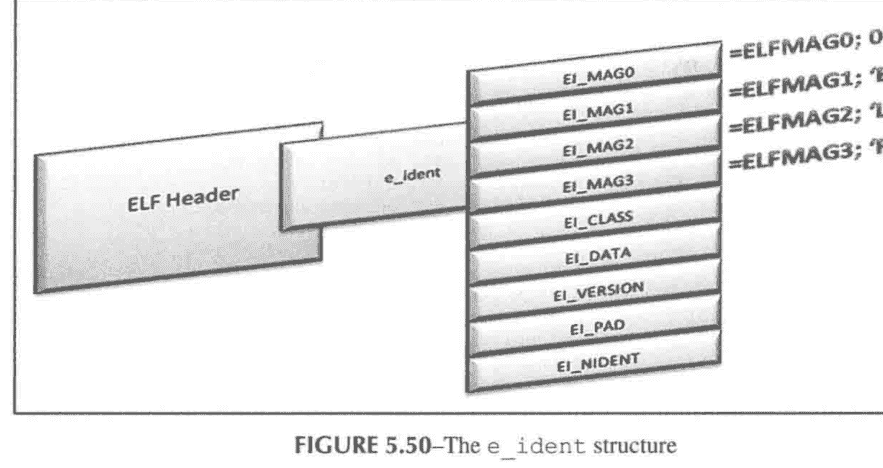 =ELFMAG0; 0
EI_MAG0
=ELFMAG1; 'E
EI_MAG1
=ELFMAG2; 'L
EI_MAG2
=ELFMAG3; 'F
EI_MAG3
ELF Header
e_ident
EI_CLASS
EI_DATA
EI_VERSION
EI_PAD
EI_NIDENT
FIGURE 5.50–The e_ident structure